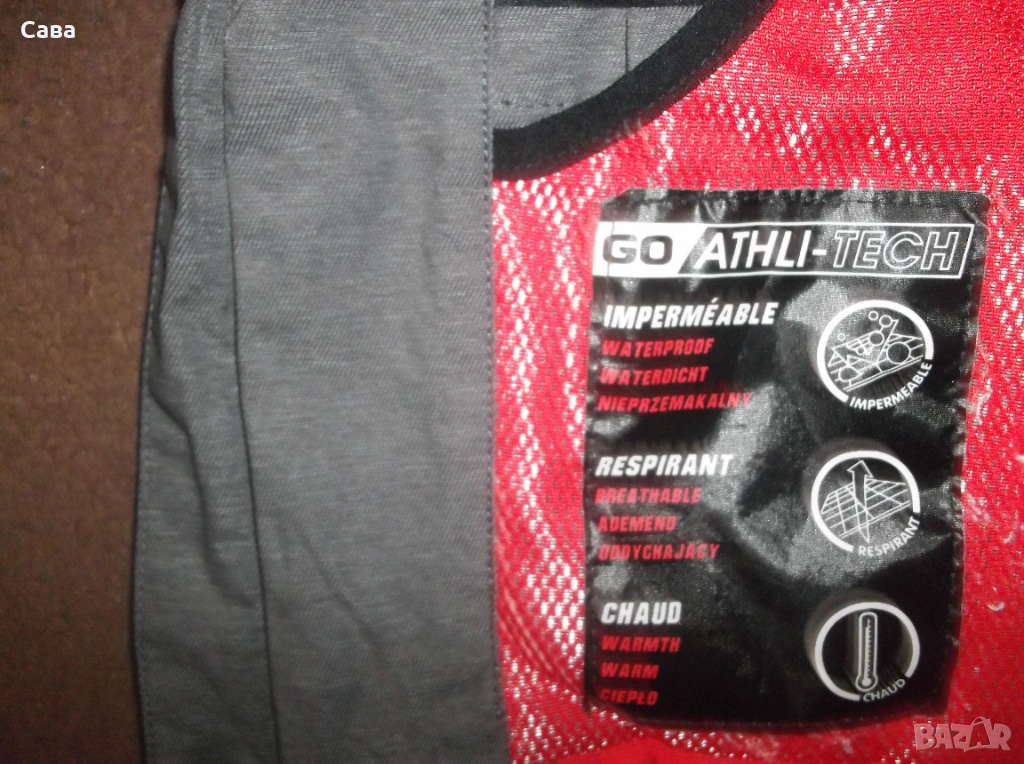 Сава
GO ATHLI-TECH
IMPERMÉABLE
WATERPROOF
WATERDICHT
NIEPRZEMAKALNY
IMPERMEABLE
RESPIRANT
BREATHABLE
ADEMEND
ODDYCHAJĄCY
RESPIRANT
CHAUD
WARMTH
WARM
CIEPŁO
CHAUD
BAZAR